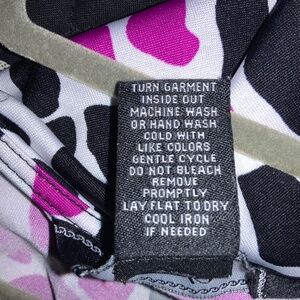 TURN GARMENT
INSIDE OUT
MACHINE WASH
OR HAND WASH
COLD WITH
LIKE COLORS
GENTLE CYCLE
DO NOT BLEACH
REMOVE
PROMPTLY
LAY FLAT TO DRY
COOL IRON
IF NEEDED